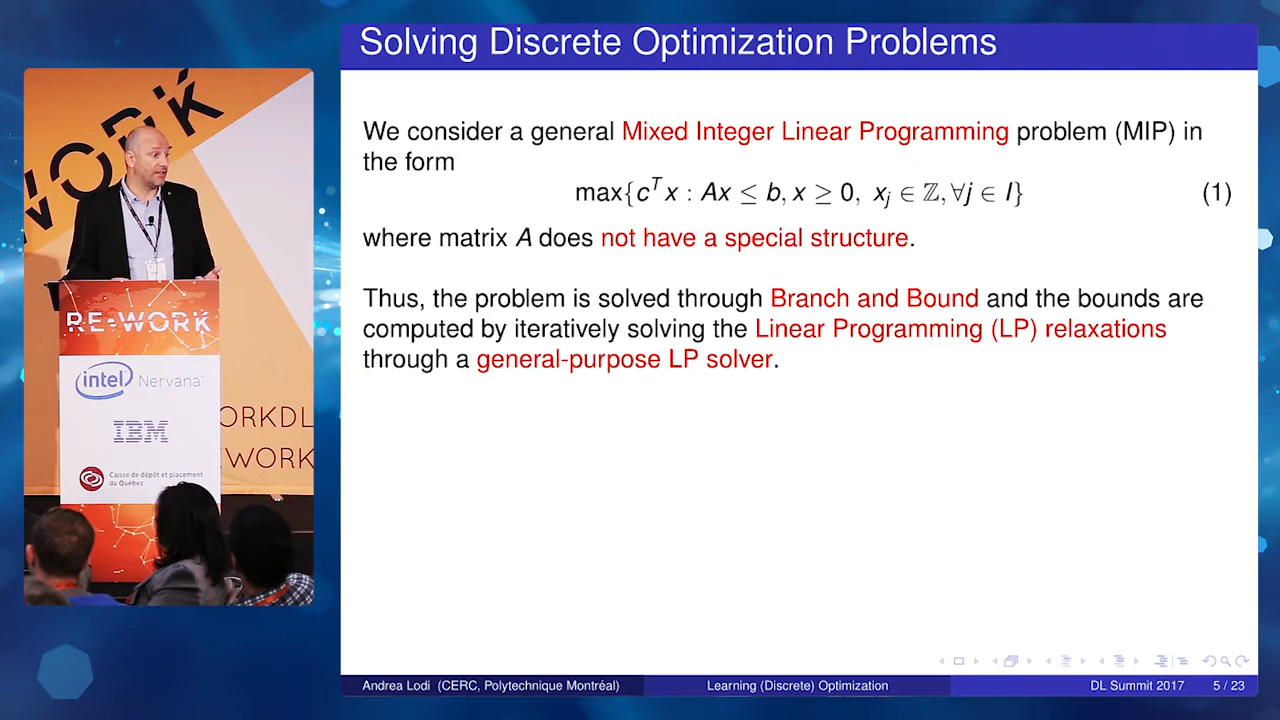 Solving Discrete Optimization Problems
We consider a general Mixed Integer Linear Programming problem (MIP) in
the form
max{cᵀx : Ax ≤ b, x ≥ 0, xⱼ ∈ ℤ, ∀j ∈ I} (1)
where matrix A does not have a special structure.
Thus, the problem is solved through Branch and Bound and the bounds are
computed by iteratively solving the Linear Programming (LP) relaxations
through a general-purpose LP solver.
Andrea Lodi (CERC, Polytechnique Montréal) Learning (Discrete) Optimization DL Summit 2017 5 / 23
RE•WORK
intel Nervana
IBM
Caisse de dépôt et placement
du Québec
ORKDL
WORK